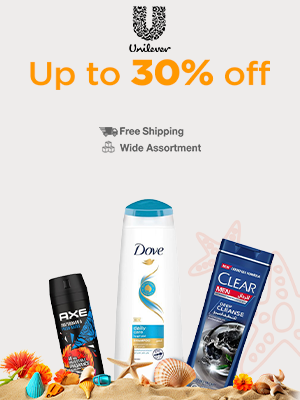 Unilever
Up to 30% off
Free Shipping
Wide Assortment
Dove
AXE
CLEAR
MEN
DEEP
CLEANSE